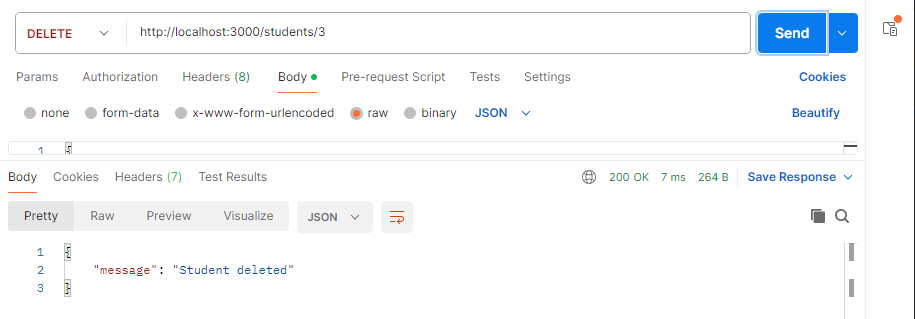 DELETE http://localhost:3000/students/3 Send
Params Authorization Headers (8) Body Pre-request Script Tests Settings Cookies
none form-data x-www-form-urlencoded raw binary JSON Beautify
1 {
Body Cookies Headers (7) Test Results 200 OK 7 ms 264 B Save Response
Pretty Raw Preview Visualize JSON
1 {
2 "message": "Student deleted"
3 }